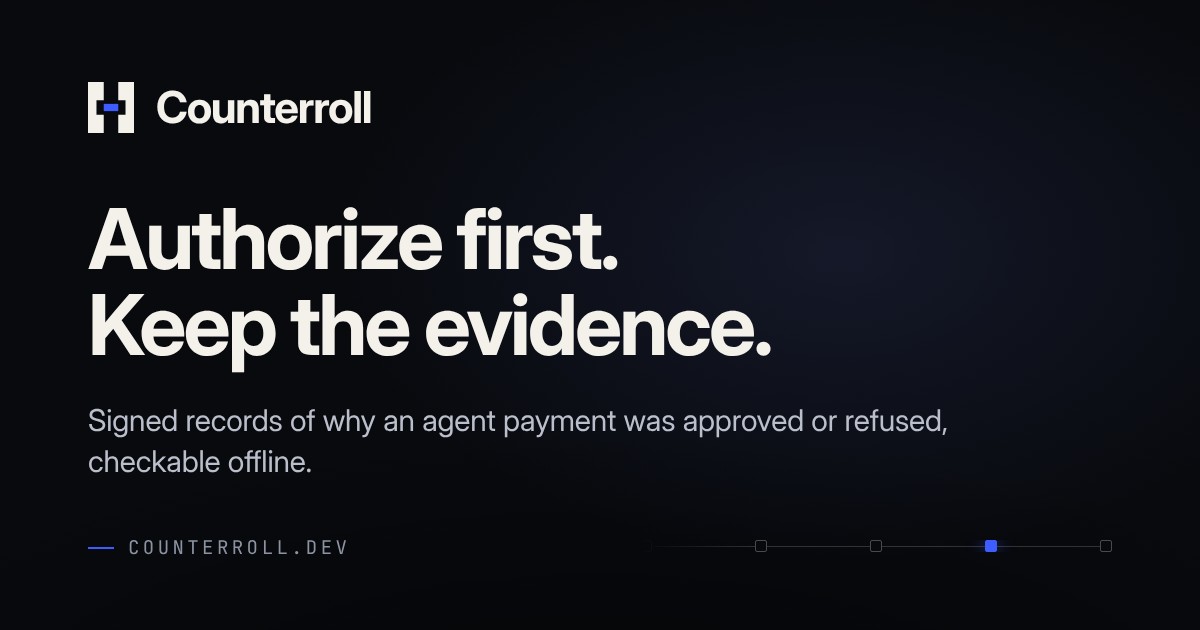 Counterroll
Authorize first.
Keep the evidence.
Signed records of why an agent payment was approved or refused,
checkable offline.
COUNTERROLL.DEV